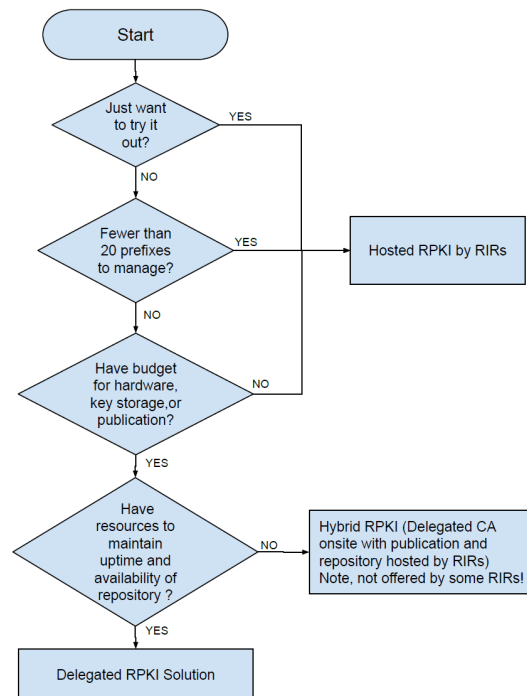 Start
Just want
to try it
out?
YES
NO
Fewer than
20 prefixes
to manage?
YES
Hosted RPKI by RIRs
NO
Have budget
for hardware,
key storage,or
publication?
NO
YES
Have
resources to
maintain
uptime and
availability of
repository ?
NO
Hybrid RPKI (Delegated CA
onsite with publication and
repository hosted by RIRs)
Note, not offered by some RIRs!
YES
Delegated RPKI Solution